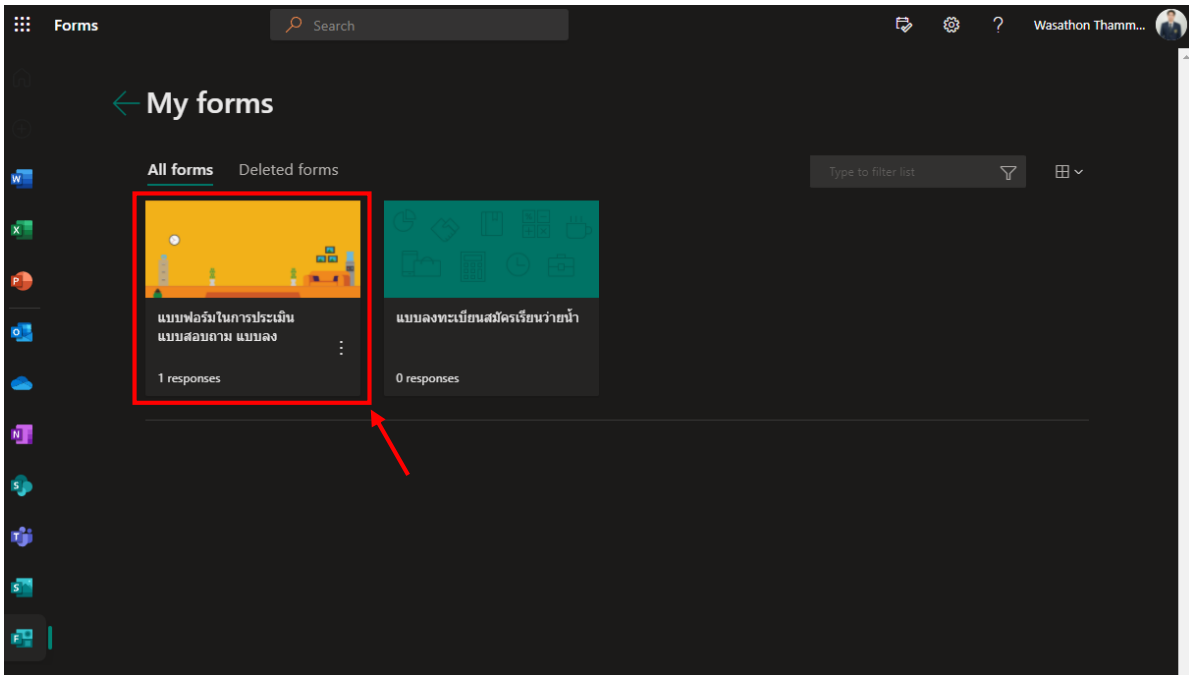 Forms
Search
?
Wasathon Thamm...
My forms
All forms
Deleted forms
Type to filter list
แบบฟอร์มในการประเมิน
แบบสอบถาม แบบลง
1 responses
แบบลงทะเบียนสมัครเรียนว่ายน้ำ
0 responses
W
X
P
O
N
S
T
S
F